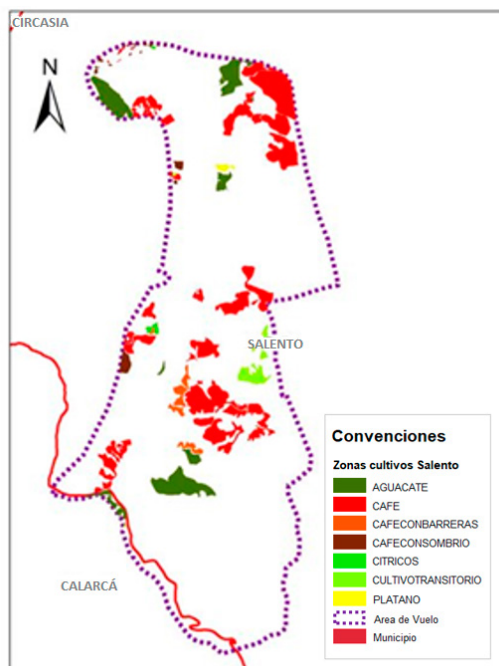 CIRCASIA
N
SALENTO
CALARCÁ
Convenciones
Zonas cultivos Salento
AGUACATE
CAFE
CAFECONBARRERAS
CAFECONSOMBRIO
CITRICOS
CULTIVOTRANSITORIO
PLATANO
Area de Vuelo
Municipio